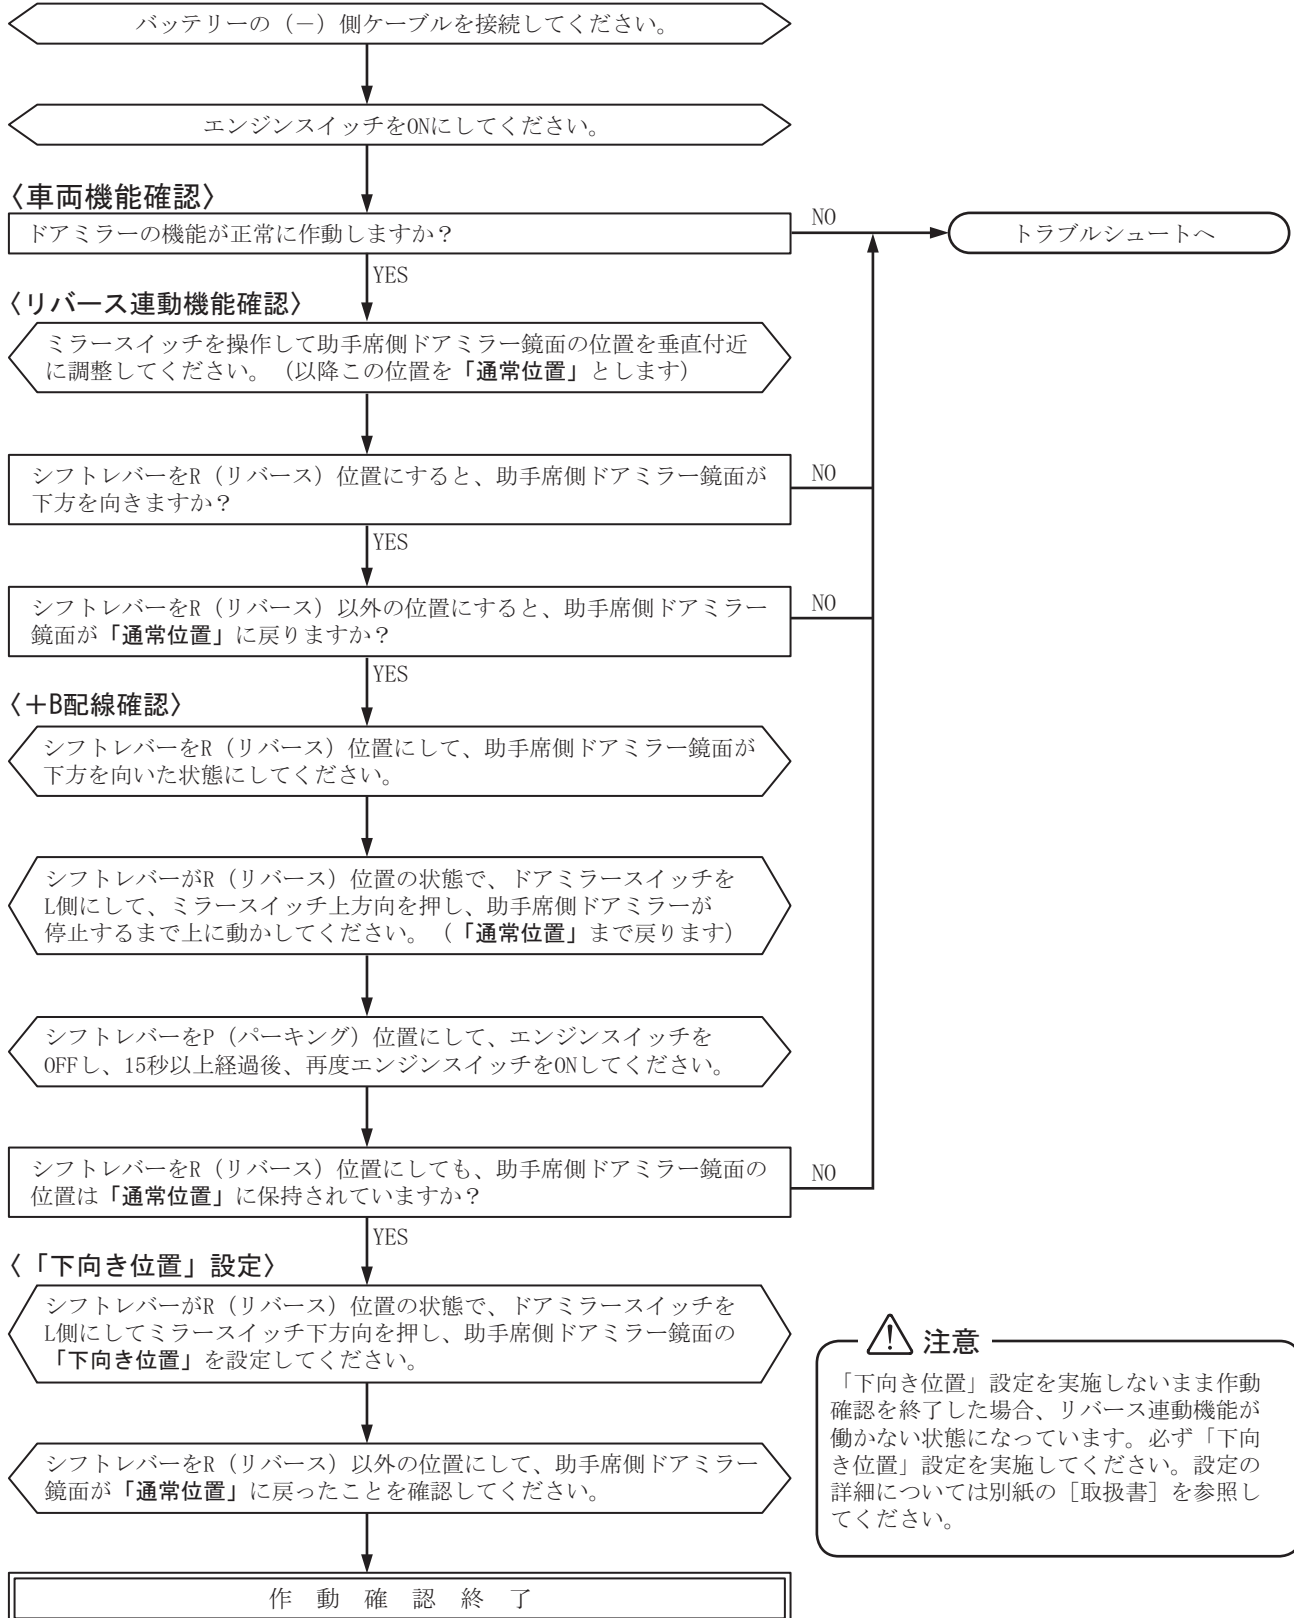 バッテリーの（－）側ケーブルを接続してください。
エンジンスイッチをONにしてください。
〈車両機能確認〉
ドアミラーの機能が正常に作動しますか？
NO
トラブルシュートへ
YES
〈リバース連動機能確認〉
ミラースイッチを操作して助手席側ドアミラー鏡面の位置を垂直付近
に調整してください。（以降この位置を「通常位置」とします）
シフトレバーをR（リバース）位置にすると、助手席側ドアミラー鏡面が
下方を向きますか？
NO
YES
シフトレバーをR（リバース）以外の位置にすると、助手席側ドアミラー
鏡面が「通常位置」に戻りますか？
NO
YES
〈＋B配線確認〉
シフトレバーをR（リバース）位置にして、助手席側ドアミラー鏡面が
下方を向いた状態にしてください。
シフトレバーがR（リバース）位置の状態で、ドアミラースイッチを
L側にして、ミラースイッチ上方向を押し、助手席側ドアミラーが
停止するまで上に動かしてください。（「通常位置」まで戻ります）
シフトレバーをP（パーキング）位置にして、エンジンスイッチを
OFFし、15秒以上経過後、再度エンジンスイッチをONしてください。
シフトレバーをR（リバース）位置にしても、助手席側ドアミラー鏡面の
位置は「通常位置」に保持されていますか？
NO
YES
〈「下向き位置」設定〉
シフトレバーがR（リバース）位置の状態で、ドアミラースイッチを
L側にしてミラースイッチ下方向を押し、助手席側ドアミラー鏡面の
「下向き位置」を設定してください。
シフトレバーをR（リバース）以外の位置にして、助手席側ドアミラー
鏡面が「通常位置」に戻ったことを確認してください。
作動確認終了
注意
「下向き位置」設定を実施しないまま作動
確認を終了した場合、リバース連動機能が
働かない状態になっています。必ず「下向
き位置」設定を実施してください。設定の
詳細については別紙の［取扱書］を参照し
てください。